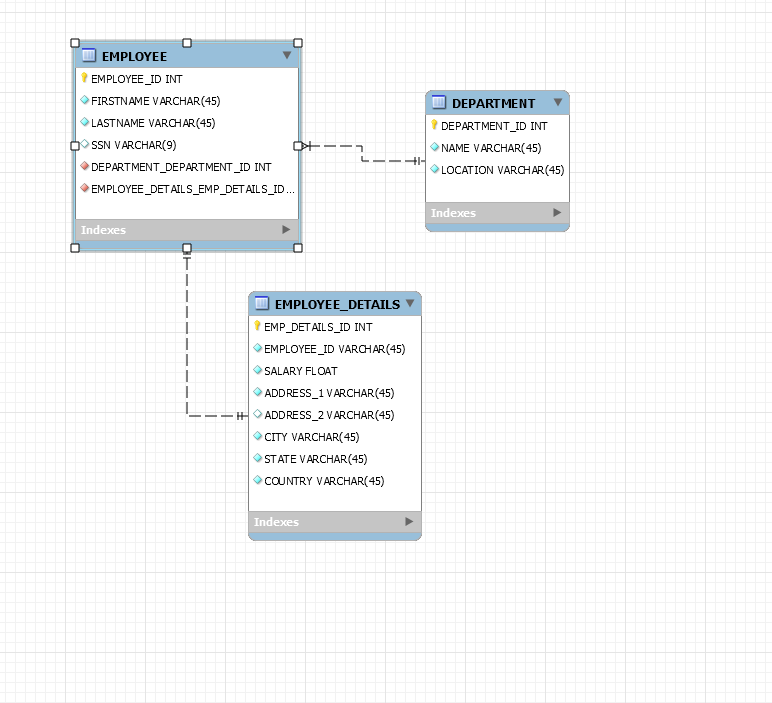 EMPLOYEE
EMPLOYEE_ID INT
FIRSTNAME VARCHAR(45)
LASTNAME VARCHAR(45)
SSN VARCHAR(9)
DEPARTMENT_DEPARTMENT_ID INT
EMPLOYEE_DETAILS_EMP_DETAILS_ID...
Indexes
DEPARTMENT
DEPARTMENT_ID INT
NAME VARCHAR(45)
LOCATION VARCHAR(45)
Indexes
EMPLOYEE_DETAILS
EMP_DETAILS_ID INT
EMPLOYEE_ID VARCHAR(45)
SALARY FLOAT
ADDRESS_1 VARCHAR(45)
ADDRESS_2 VARCHAR(45)
CITY VARCHAR(45)
STATE VARCHAR(45)
COUNTRY VARCHAR(45)
Indexes